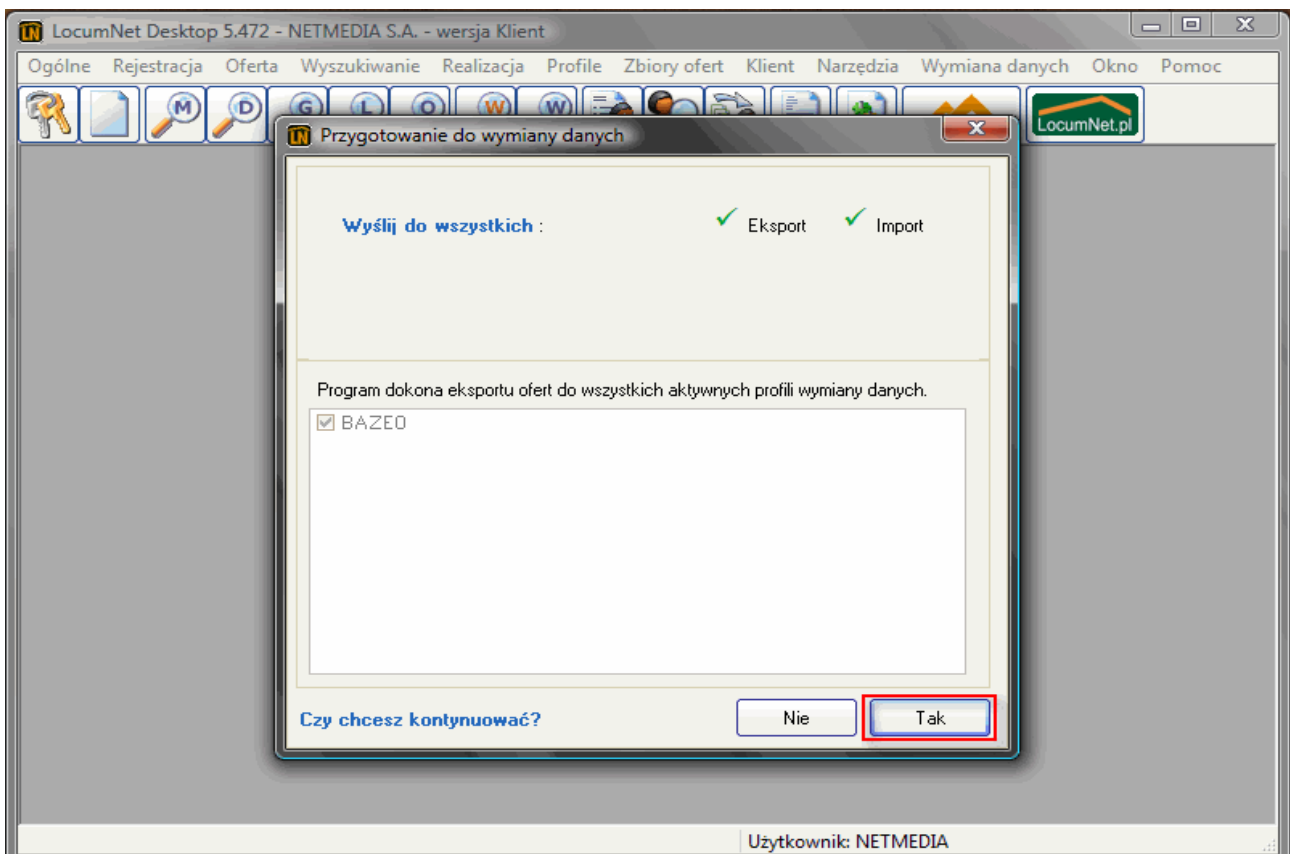 LocumNet Desktop 5.472 - NETMEDIA S.A. - wersja Klient
Ogólne Rejestracja Oferta Wyszukiwanie Realizacja Profile Zbiory ofert Klient Narzędzia Wymiana danych Okno Pomoc
M D G L O W W LocumNet.pl
Przygotowanie do wymiany danych
Wyślij do wszystkich : Eksport Import
Program dokona eksportu ofert do wszystkich aktywnych profili wymiany danych.
BAZEO
Czy chcesz kontynuować? Nie Tak
Użytkownik: NETMEDIA